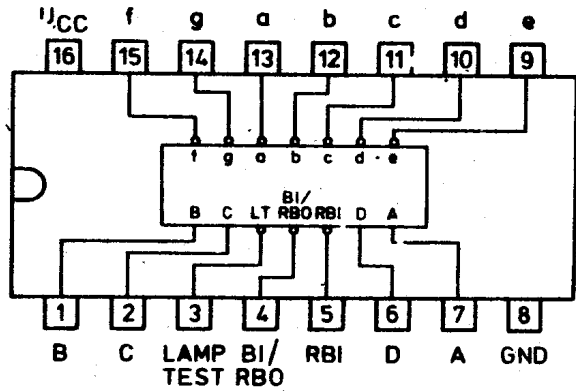 UCC f g a b c d e
16 15 14 13 12 11 10 9
f g a b c d e
BI/
B C LT RBO RBI D A
1 2 3 4 5 6 7 8
B C LAMP BI/ RBI D A GND
TEST RBO